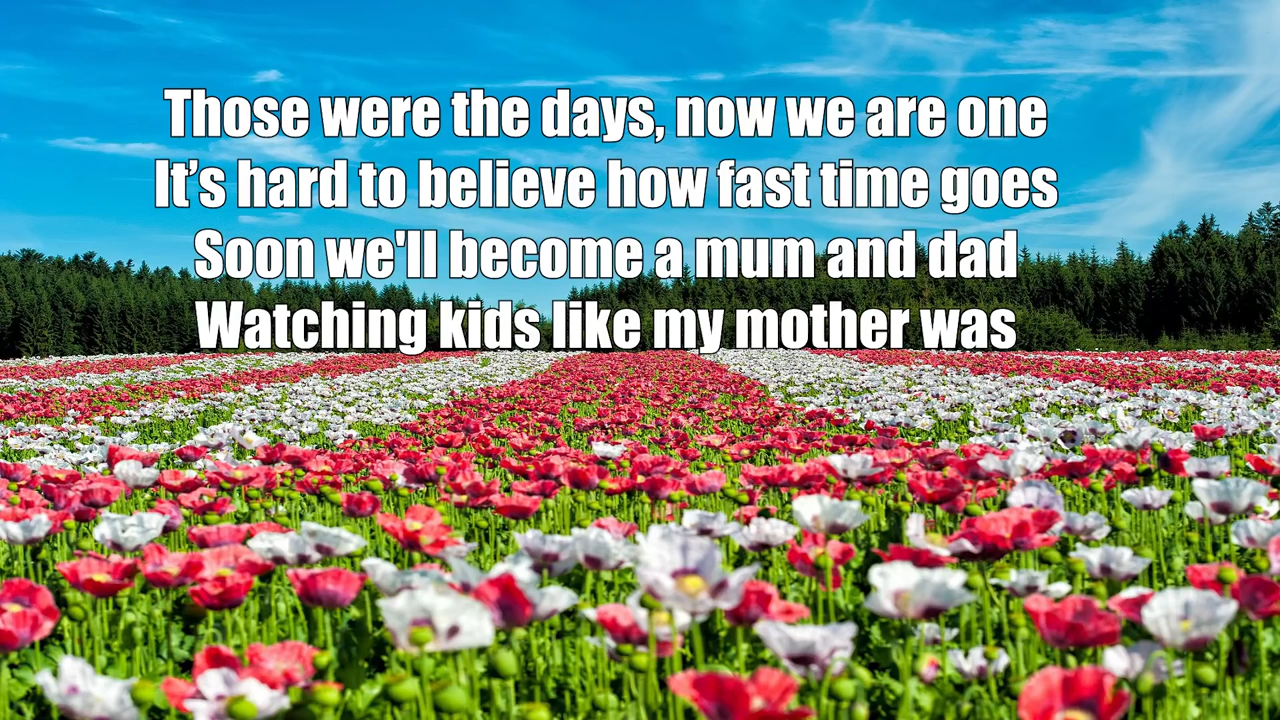 Those were the days, now we are one
It’s hard to believe how fast time goes
Soon we'll become a mum and dad
Watching kids like my mother was